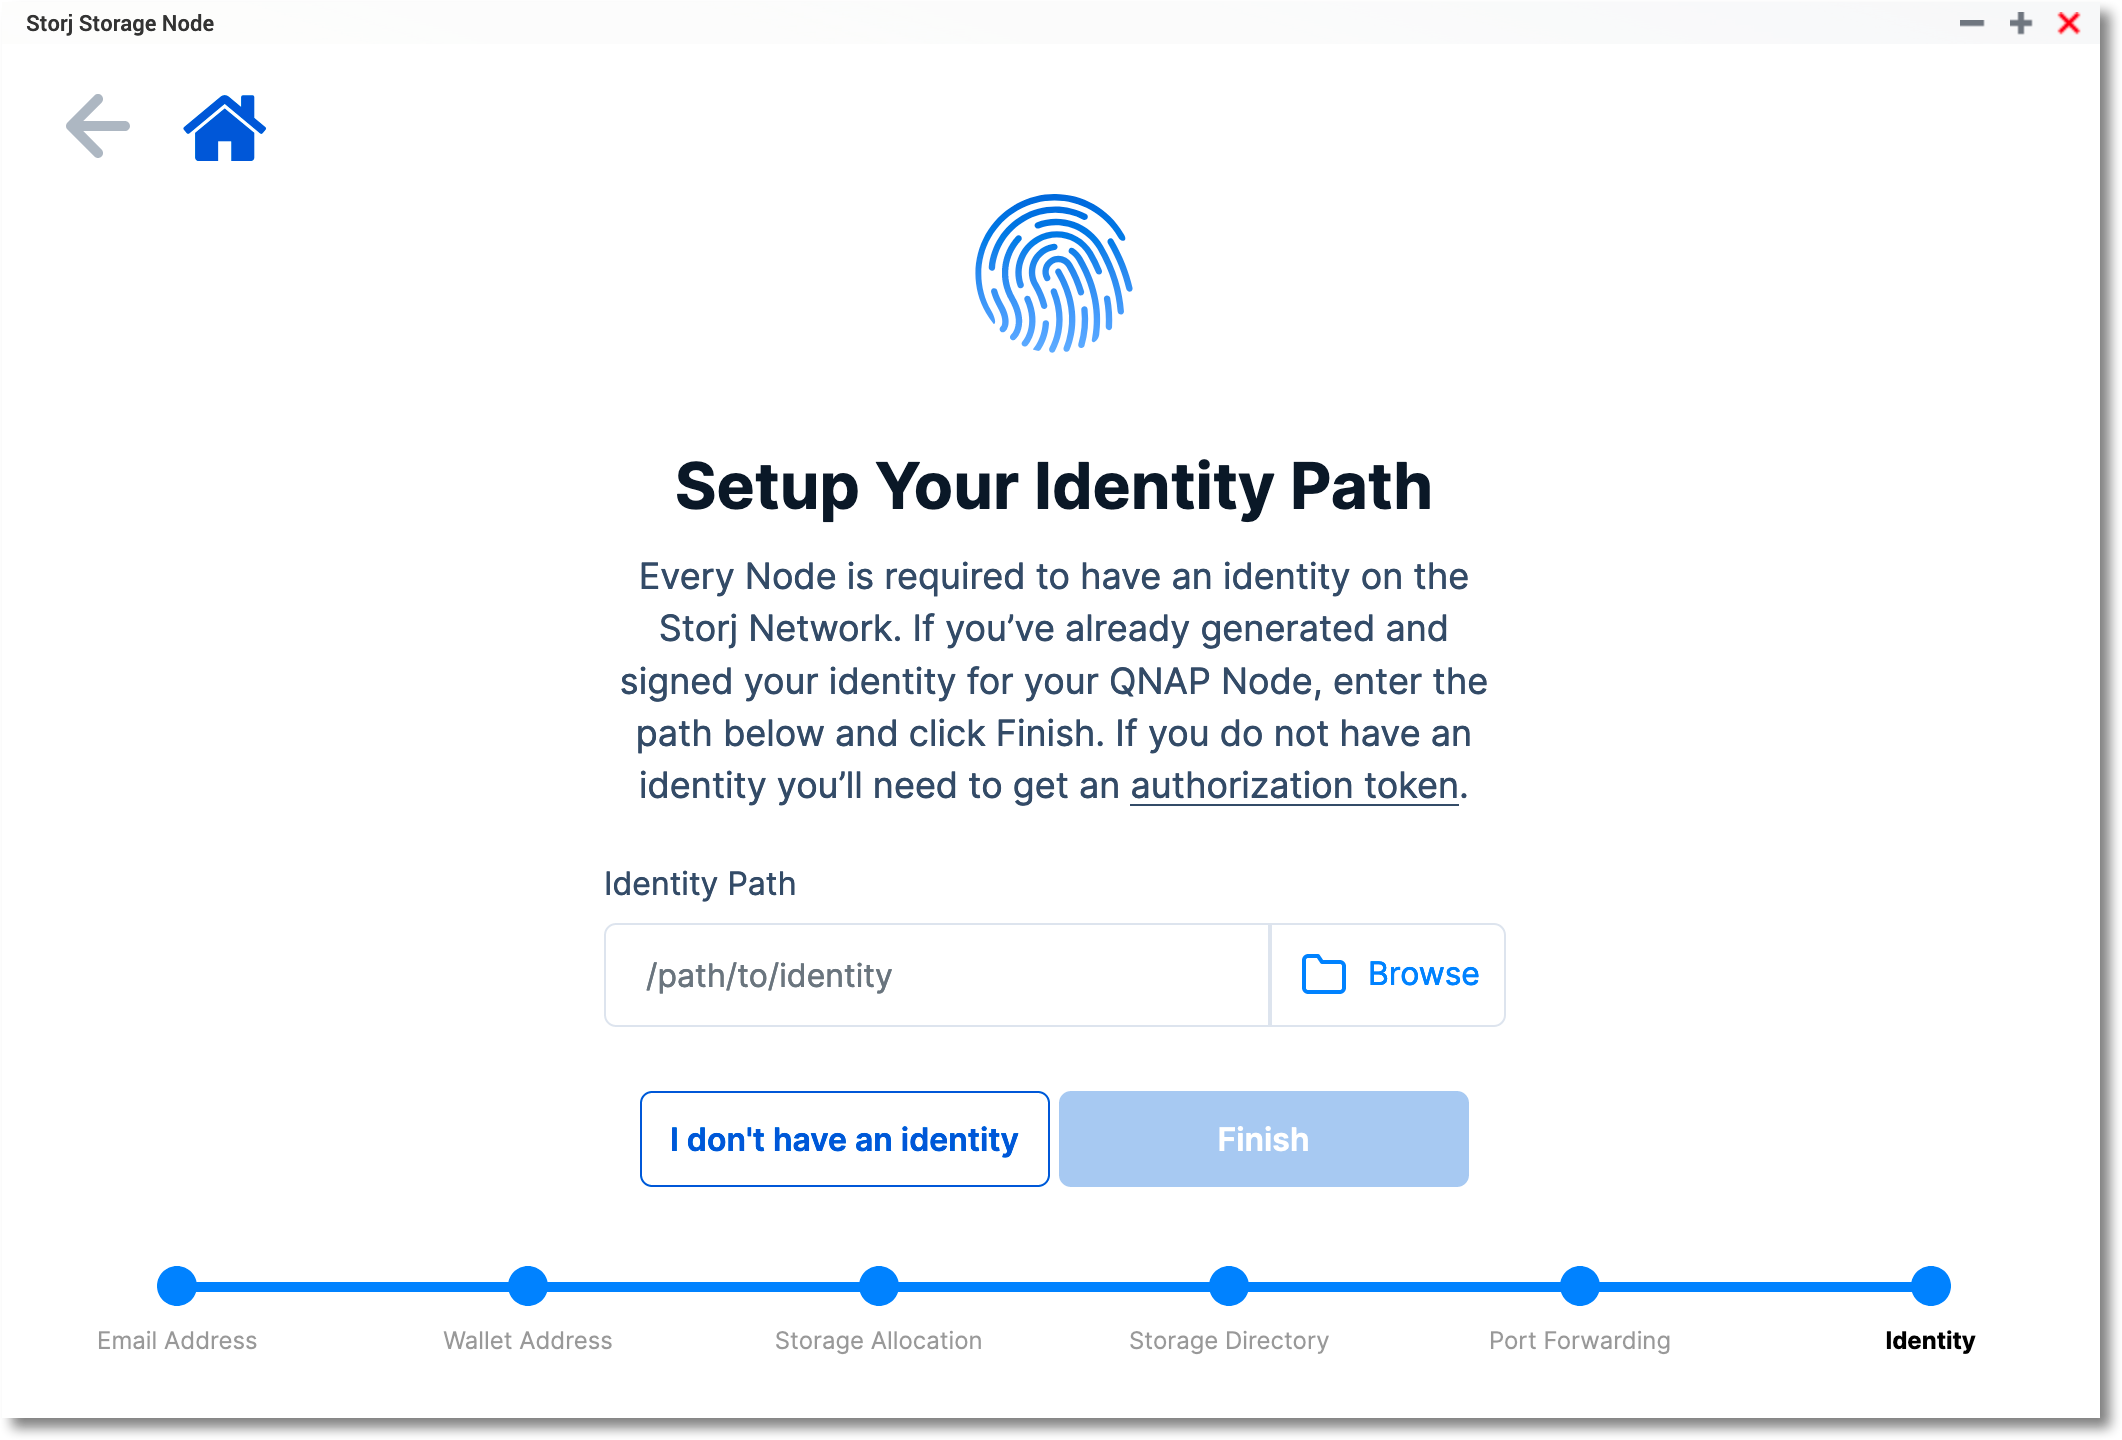 Storj Storage Node
Setup Your Identity Path
Every Node is required to have an identity on the
Storj Network. If you’ve already generated and
signed your identity for your QNAP Node, enter the
path below and click Finish. If you do not have an
identity you’ll need to get an authorization token.
Identity Path
/path/to/identity
Browse
I don't have an identity
Finish
Email Address
Wallet Address
Storage Allocation
Storage Directory
Port Forwarding
Identity